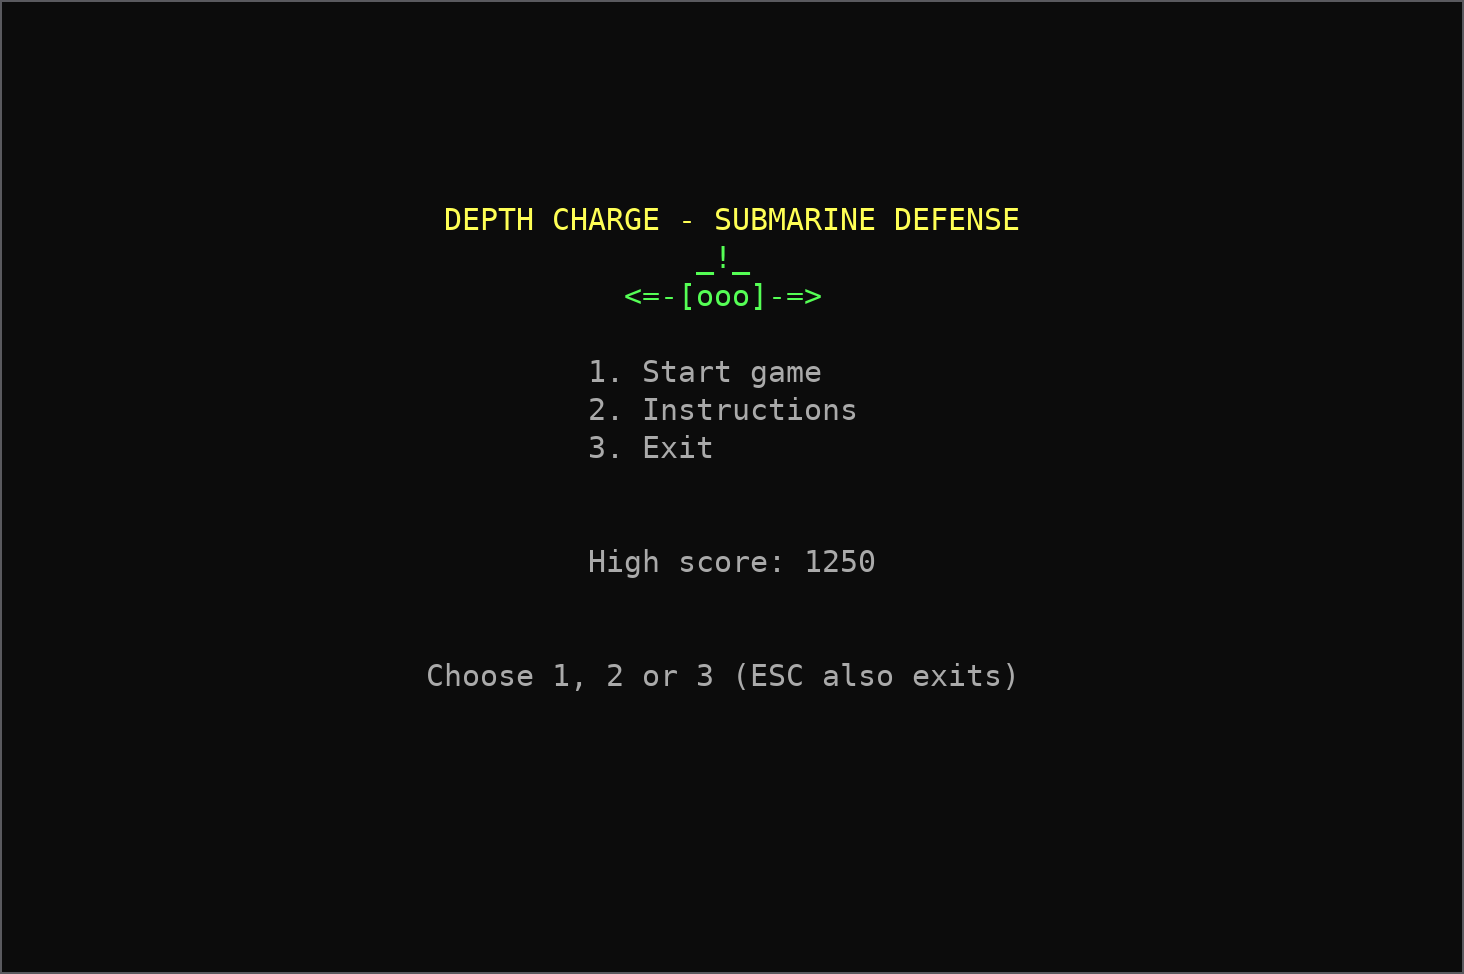 DEPTH CHARGE - SUBMARINE DEFENSE
_!_
<=-[ooo]-=>
1. Start game
2. Instructions
3. Exit
High score: 1250
Choose 1, 2 or 3 (ESC also exits)